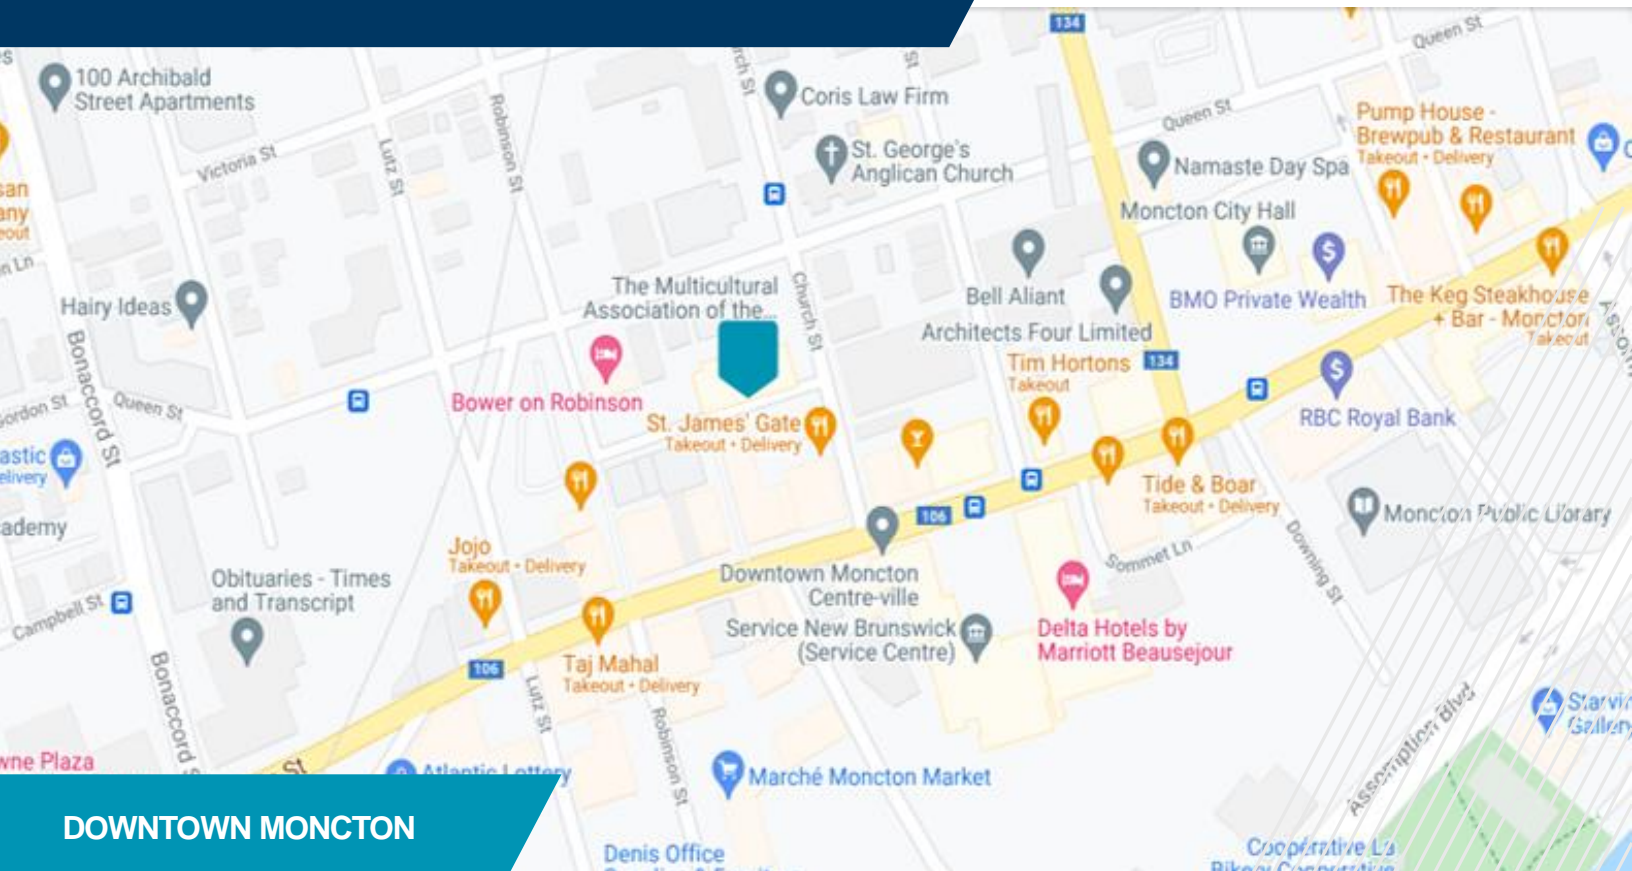 134
Queen St
100 Archibald
Street Apartments
Coris Law Firm
Robinson St
Queen St
Pump House -
Brewpub & Restaurant
Takeout • Delivery
Victoria St
Lutz St
St. George's
Anglican Church
Namaste Day Spa
Moncton City Hall
The Multicultural
Association of the...
Church St
Bell Aliant
BMO Private Wealth
The Keg Steakhouse
+ Bar - Moncton
Takeout
Hairy Ideas
Architects Four Limited
Bonaccord St
Tim Hortons
Takeout
134
Bower on Robinson
Queen St
St. James' Gate
Takeout • Delivery
RBC Royal Bank
Tide & Boar
Takeout • Delivery
106
Moncton Public Library
Jojo
Takeout • Delivery
Sommet Ln
Downing St
Obituaries - Times
and Transcript
Downtown Moncton
Centre-ville
Campbell St
Service New Brunswick
(Service Centre)
Delta Hotels by
Marriott Beausejour
106
Taj Mahal
Takeout • Delivery
Bonaccord
Lutz St
Robinson St
Assomption Blvd
St
Atlantic Lottery
Marché Moncton Market
DOWNTOWN MONCTON
Denis Office
Coopérative La